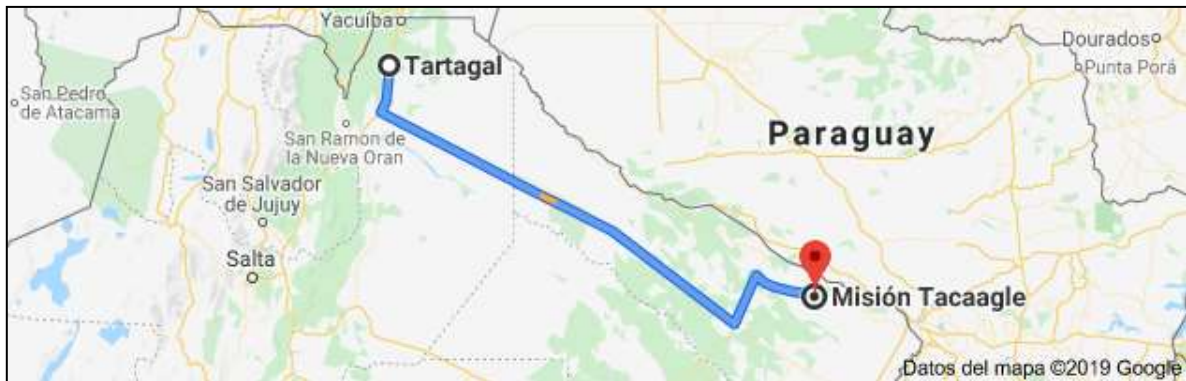 Yacuíba
Tartagal
Dourados
Punta Porá
San Pedro
de Atacama
San Ramon de
la Nueva Oran
Paraguay
San Salvador
de Jujuy
Salta
Misión Tacaagle
Datos del mapa ©2019 Google